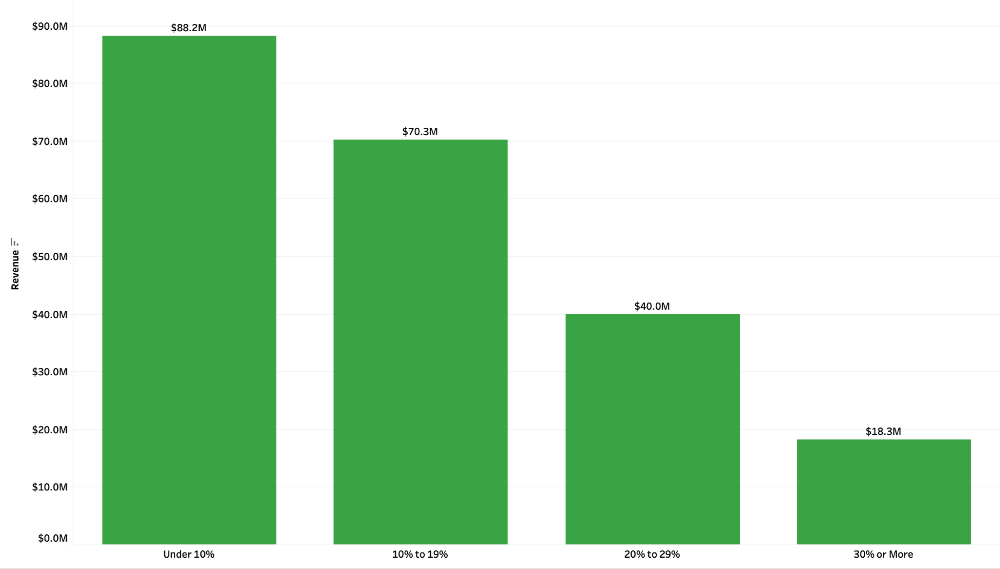 $90.0M
$80.0M
$70.0M
$60.0M
$50.0M
$40.0M
$30.0M
$20.0M
$10.0M
$0.0M
Revenue
$88.2M
$70.3M
$40.0M
$18.3M
Under 10%
10% to 19%
20% to 29%
30% or More